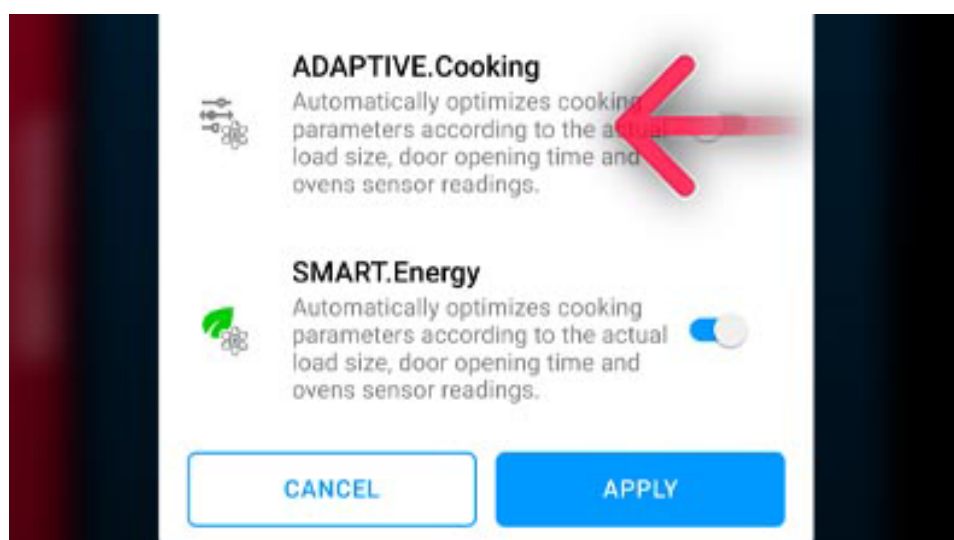 ADAPTIVE.Cooking
Automatically optimizes cooking
parameters according to the actual
load size, door opening time and
ovens sensor readings.
SMART.Energy
Automatically optimizes cooking
parameters according to the actual
load size, door opening time and
ovens sensor readings.
CANCEL
APPLY